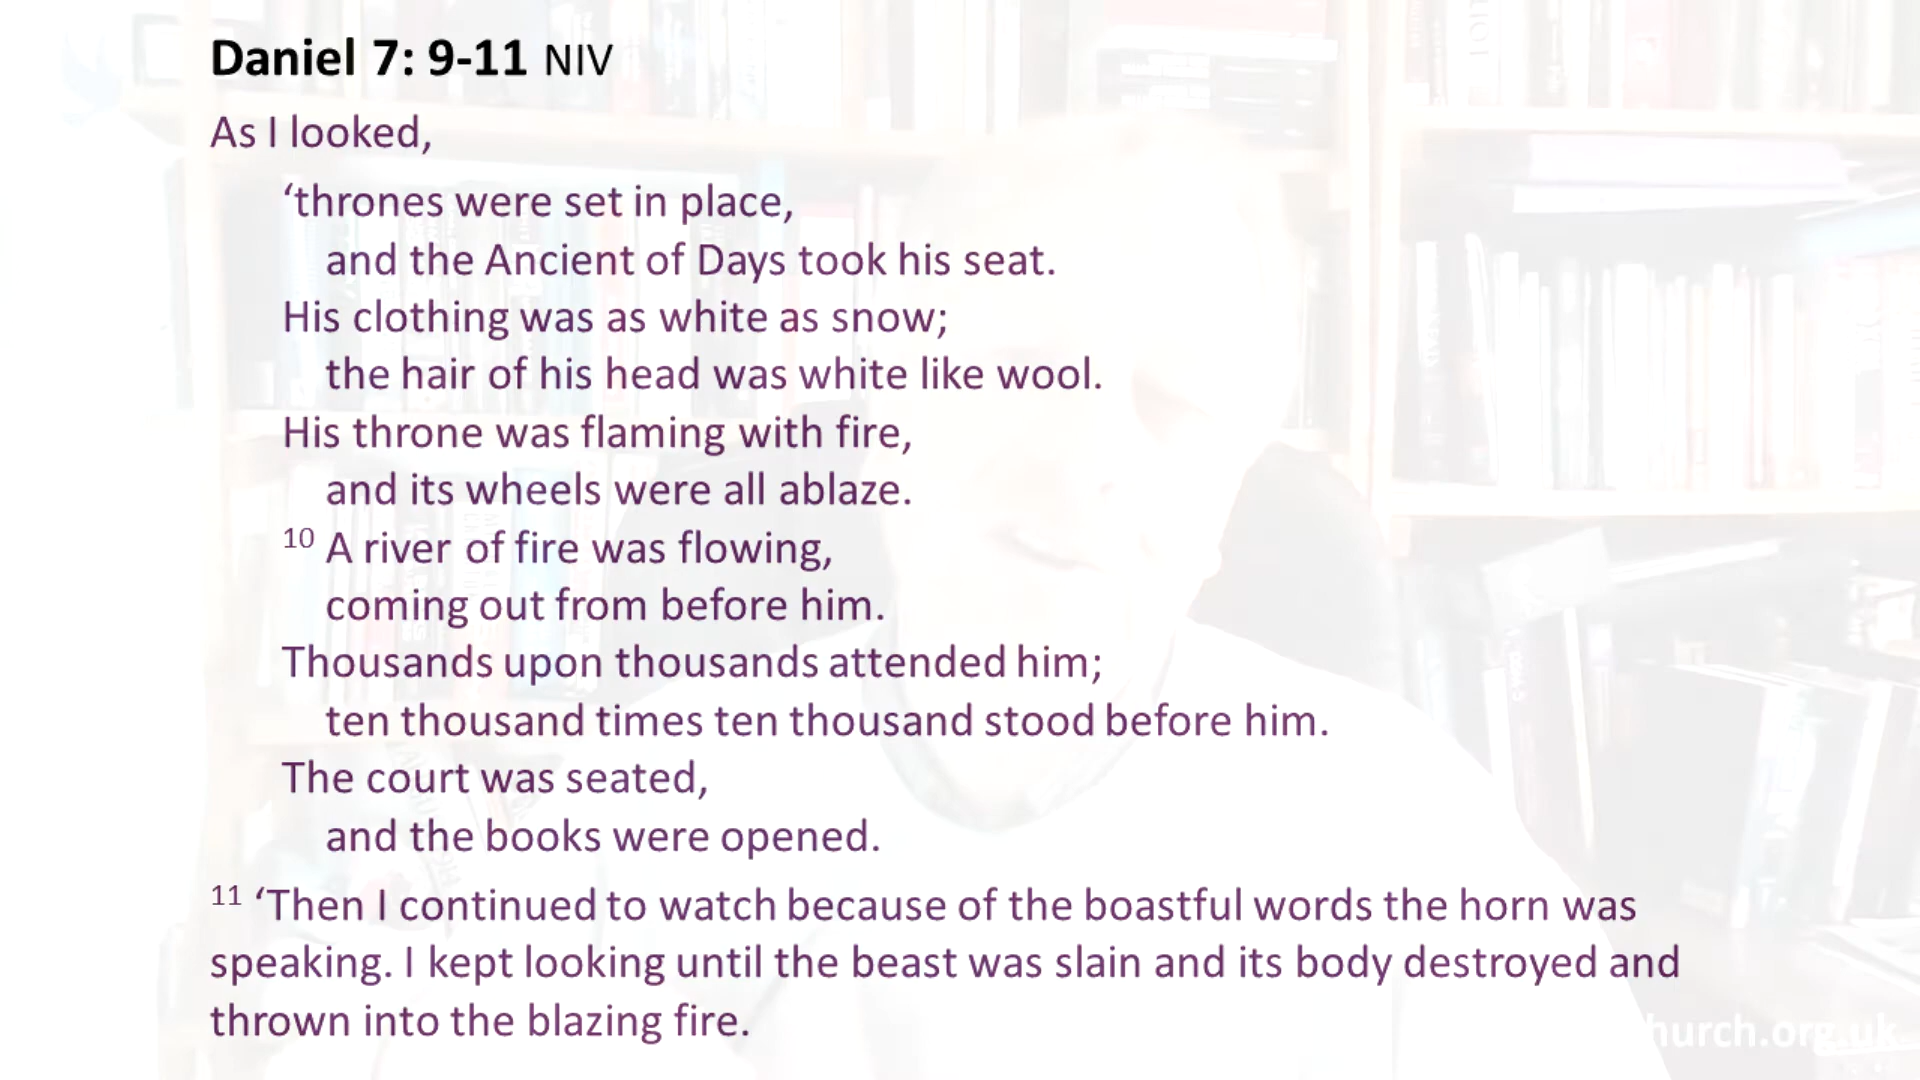 Daniel 7: 9-11 NIV
As I looked,
‘thrones were set in place,
and the Ancient of Days took his seat.
His clothing was as white as snow;
the hair of his head was white like wool.
His throne was flaming with fire,
and its wheels were all ablaze.
10 A river of fire was flowing,
coming out from before him.
Thousands upon thousands attended him;
ten thousand times ten thousand stood before him.
The court was seated,
and the books were opened.
11 ‘Then I continued to watch because of the boastful words the horn was
speaking. I kept looking until the beast was slain and its body destroyed and
thrown into the blazing fire.
hurch.org.uk